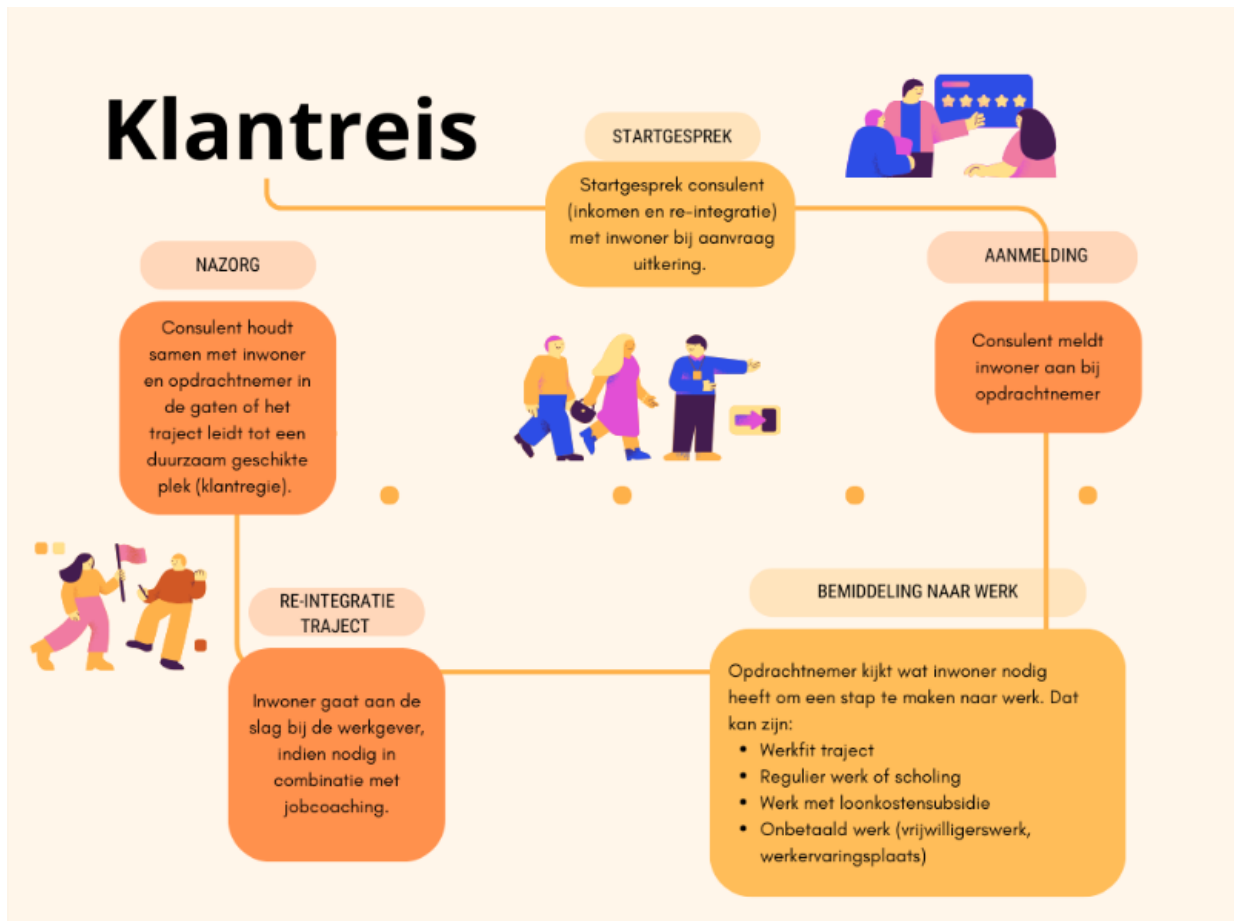 Klantreis
STARTGESPREK
Startgesprek consulent
(inkomen en re-integratie)
met inwoner bij aanvraag
uitkering.
AANMELDING
Consulent meldt
inwoner aan bij
opdrachtnemer
BEMIDDELING NAAR WERK
Opdrachtnemer kijkt wat inwoner nodig
heeft om een stap te maken naar werk. Dat
kan zijn:
• Werkfit traject
• Regulier werk of scholing
• Werk met loonkostensubsidie
• Onbetaald werk (vrijwilligerswerk,
werkervaringsplaats)
RE-INTEGRATIE
TRAJECT
Inwoner gaat aan de
slag bij de werkgever,
indien nodig in
combinatie met
jobcoaching.
NAZORG
Consulent houdt
samen met inwoner
en opdrachtnemer in
de gaten of het
traject leidt tot een
duurzaam geschikte
plek (klantregie).